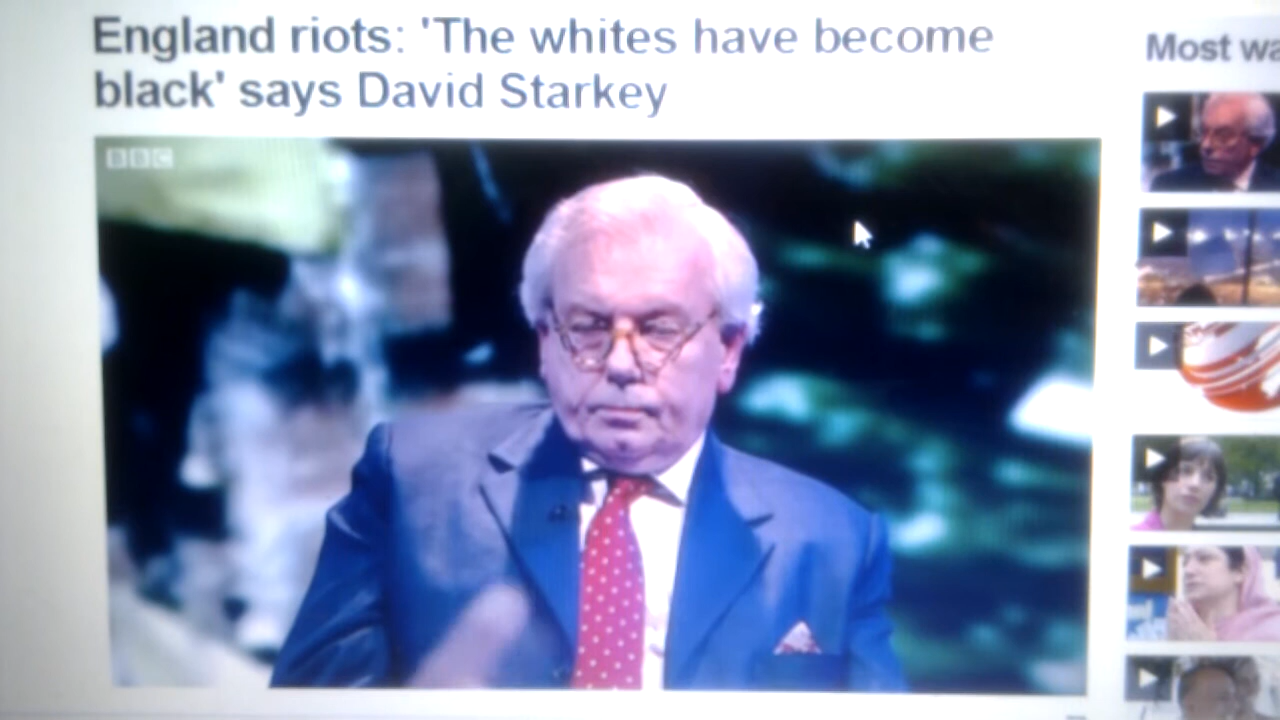 England riots: 'The whites have become
black' says David Starkey
Most wa
BBC